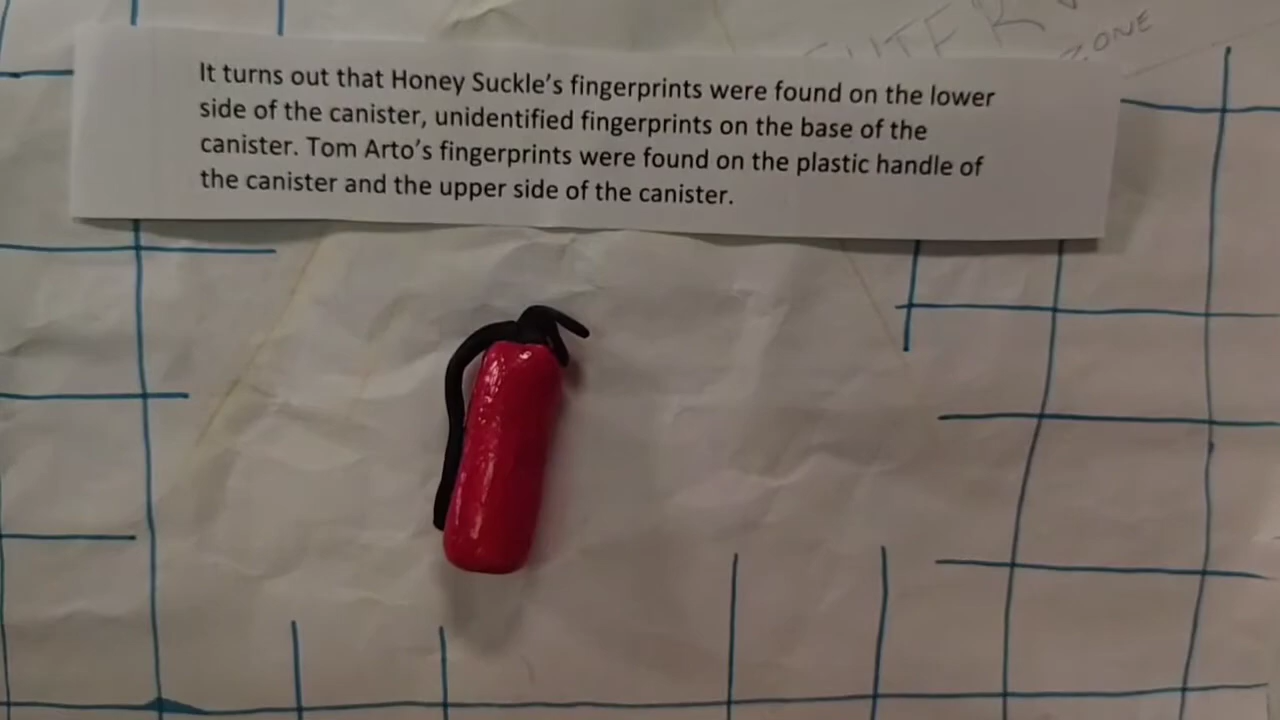 ZONE
It turns out that Honey Suckle's fingerprints were found on the lower
side of the canister, unidentified fingerprints on the base of the
canister. Tom Arto's fingerprints were found on the plastic handle of
the canister and the upper side of the canister.